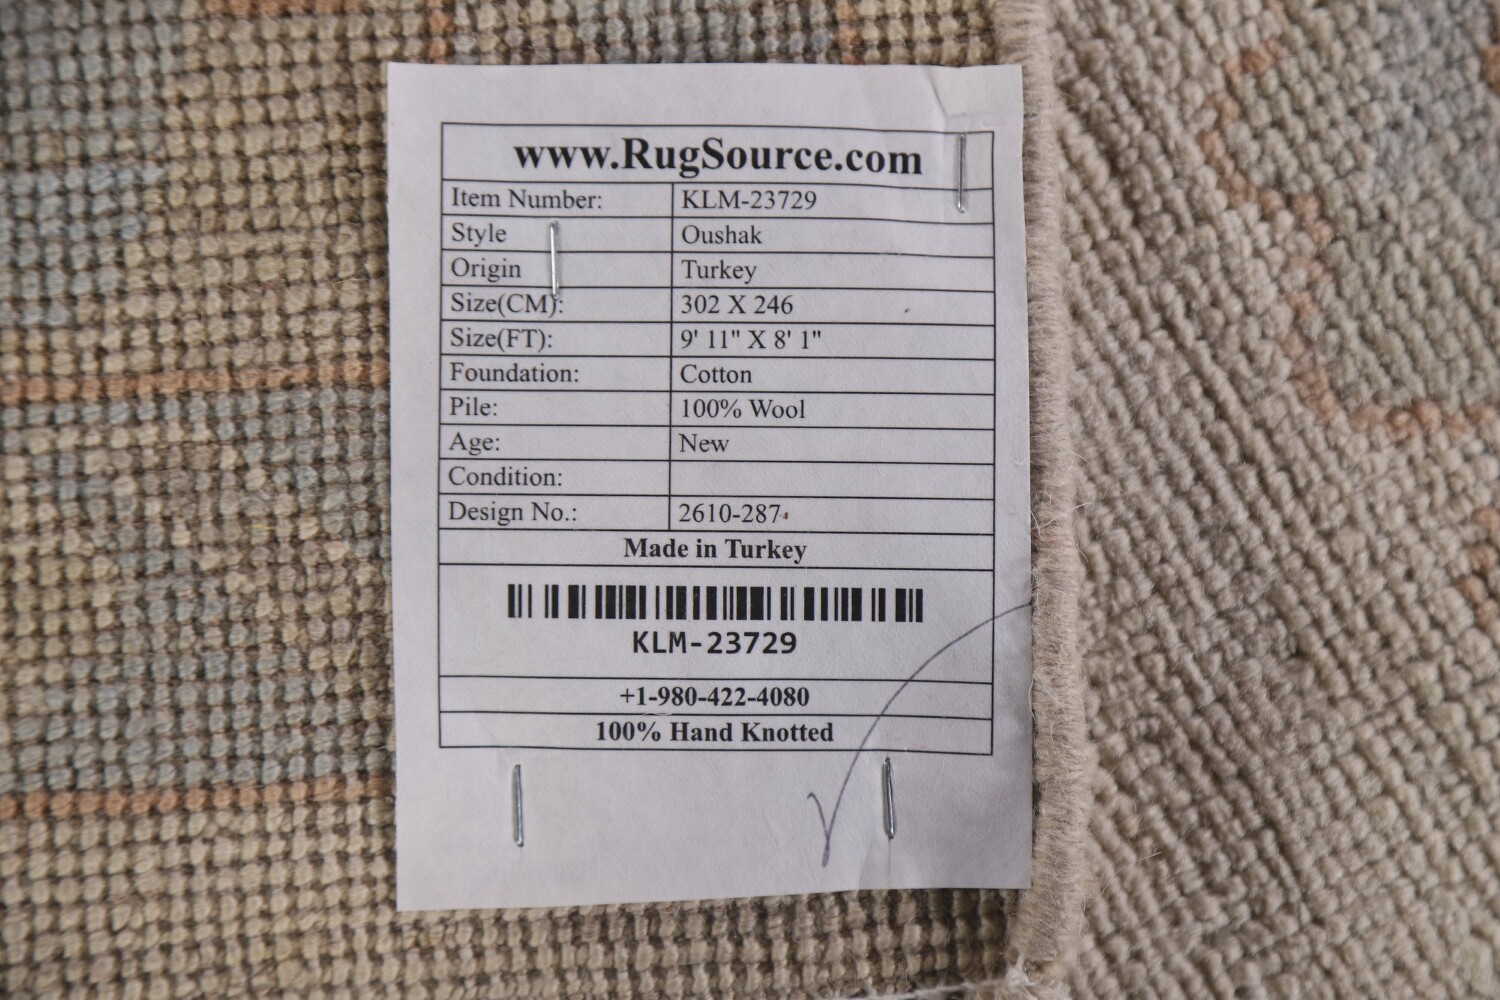 www.RugSource.com
Item Number: KLM-23729
Style Oushak
Origin Turkey
Size(CM): 302 X 246
Size(FT): 9' 11" X 8' 1"
Foundation: Cotton
Pile: 100% Wool
Age: New
Condition:
Design No.: 2610-287
Made in Turkey
KLM-23729
+1-980-422-4080
100% Hand Knotted